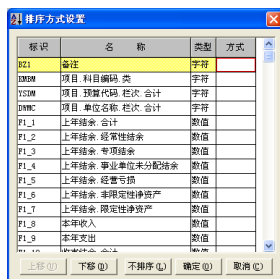 排序方式设置
标识 名 称 类型 方式
BZ1 备注 字符
KMBM 项目.科目编码.类 字符
YSDM 项目.预算代码.栏次.合计 字符
DWMC 项目.单位名称.栏次.合计 字符
F1_1 上年结余.合计 数值
F1_2 上年结余.经常性结余 数值
F1_3 上年结余.专项结余 数值
F1_4 上年结余.事业单位未分配结余 数值
F1_5 上年结余.经营亏损 数值
F1_6 上年结余.非限定性净资产 数值
F1_7 上年结余.限定性净资产 数值
F1_8 本年收入 数值
F1_9 本年支出 数值
上移(U) 下移(D) 不排序(L) 确定(O) 取消(C)